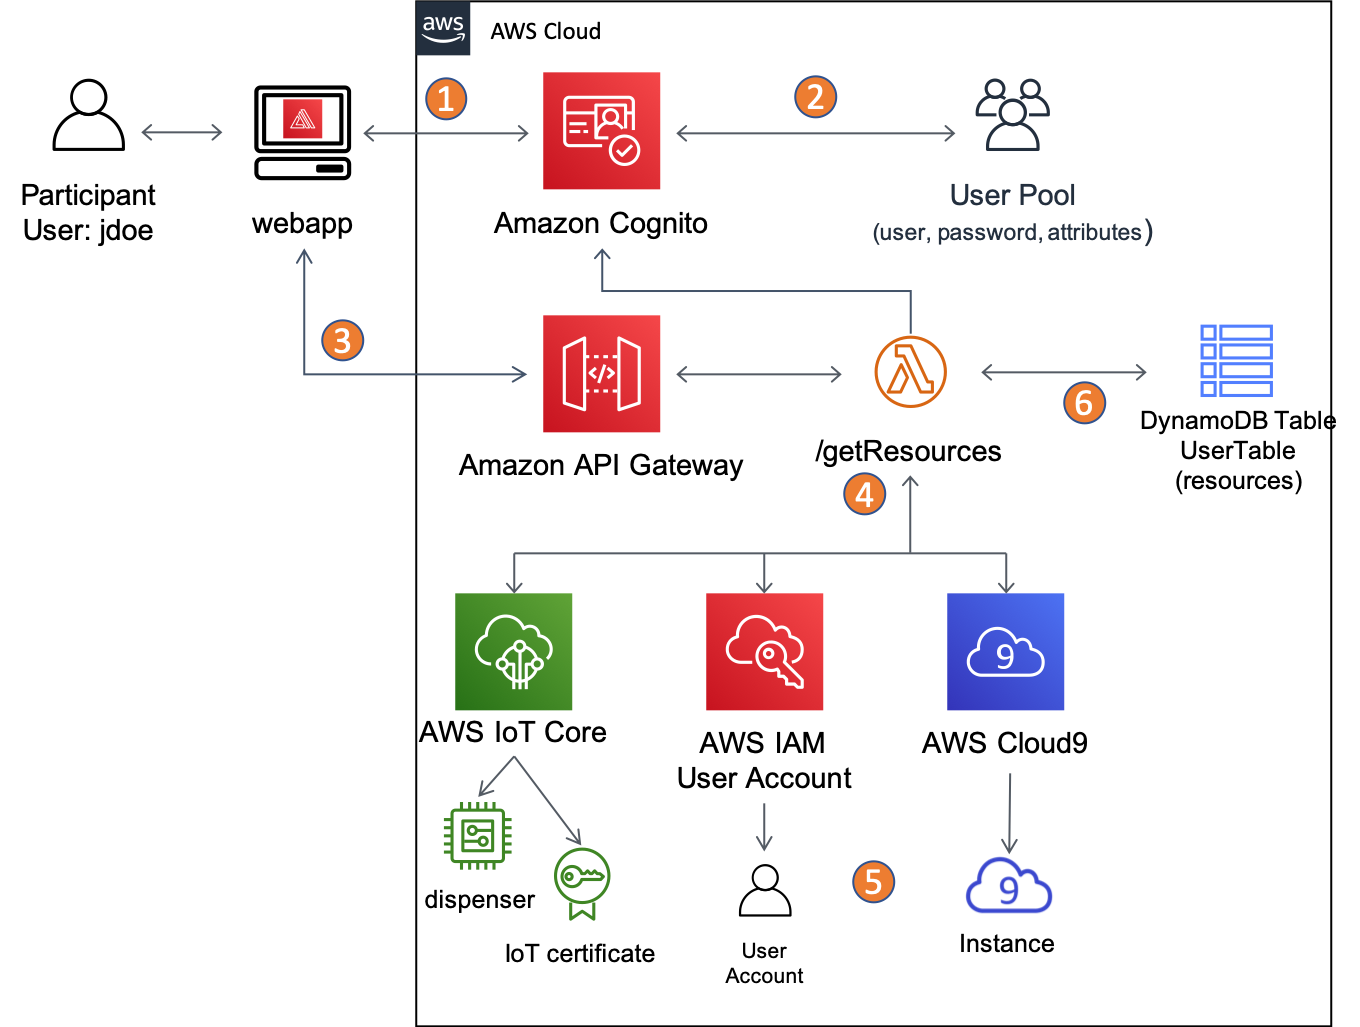 aws
AWS Cloud
1
2
Participant
User: jdoe
webapp
Amazon Cognito
User Pool
(user, password, attributes)
3
</>
Amazon API Gateway
/getResources
4
6
DynamoDB Table
UserTable
(resources)
9
AWS IoT Core
AWS IAM
User Account
AWS Cloud9
dispenser
IoT certificate
5
User
Account
9
Instance